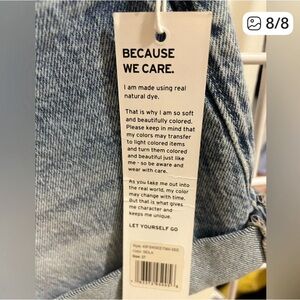 8/8
BECAUSE
WE CARE.
I am made using real
natural dye.
That is why I am so soft
and beautifully colored.
Please keep in mind that
my colors may transfer
to light colored items
and turn them colored
and beautiful just like
me - so be aware and
wear with care.
As you take me out into
the real world, my color
may change with time.
But that is what gives
me character and
keeps me unique.
LET YOURSELF GO